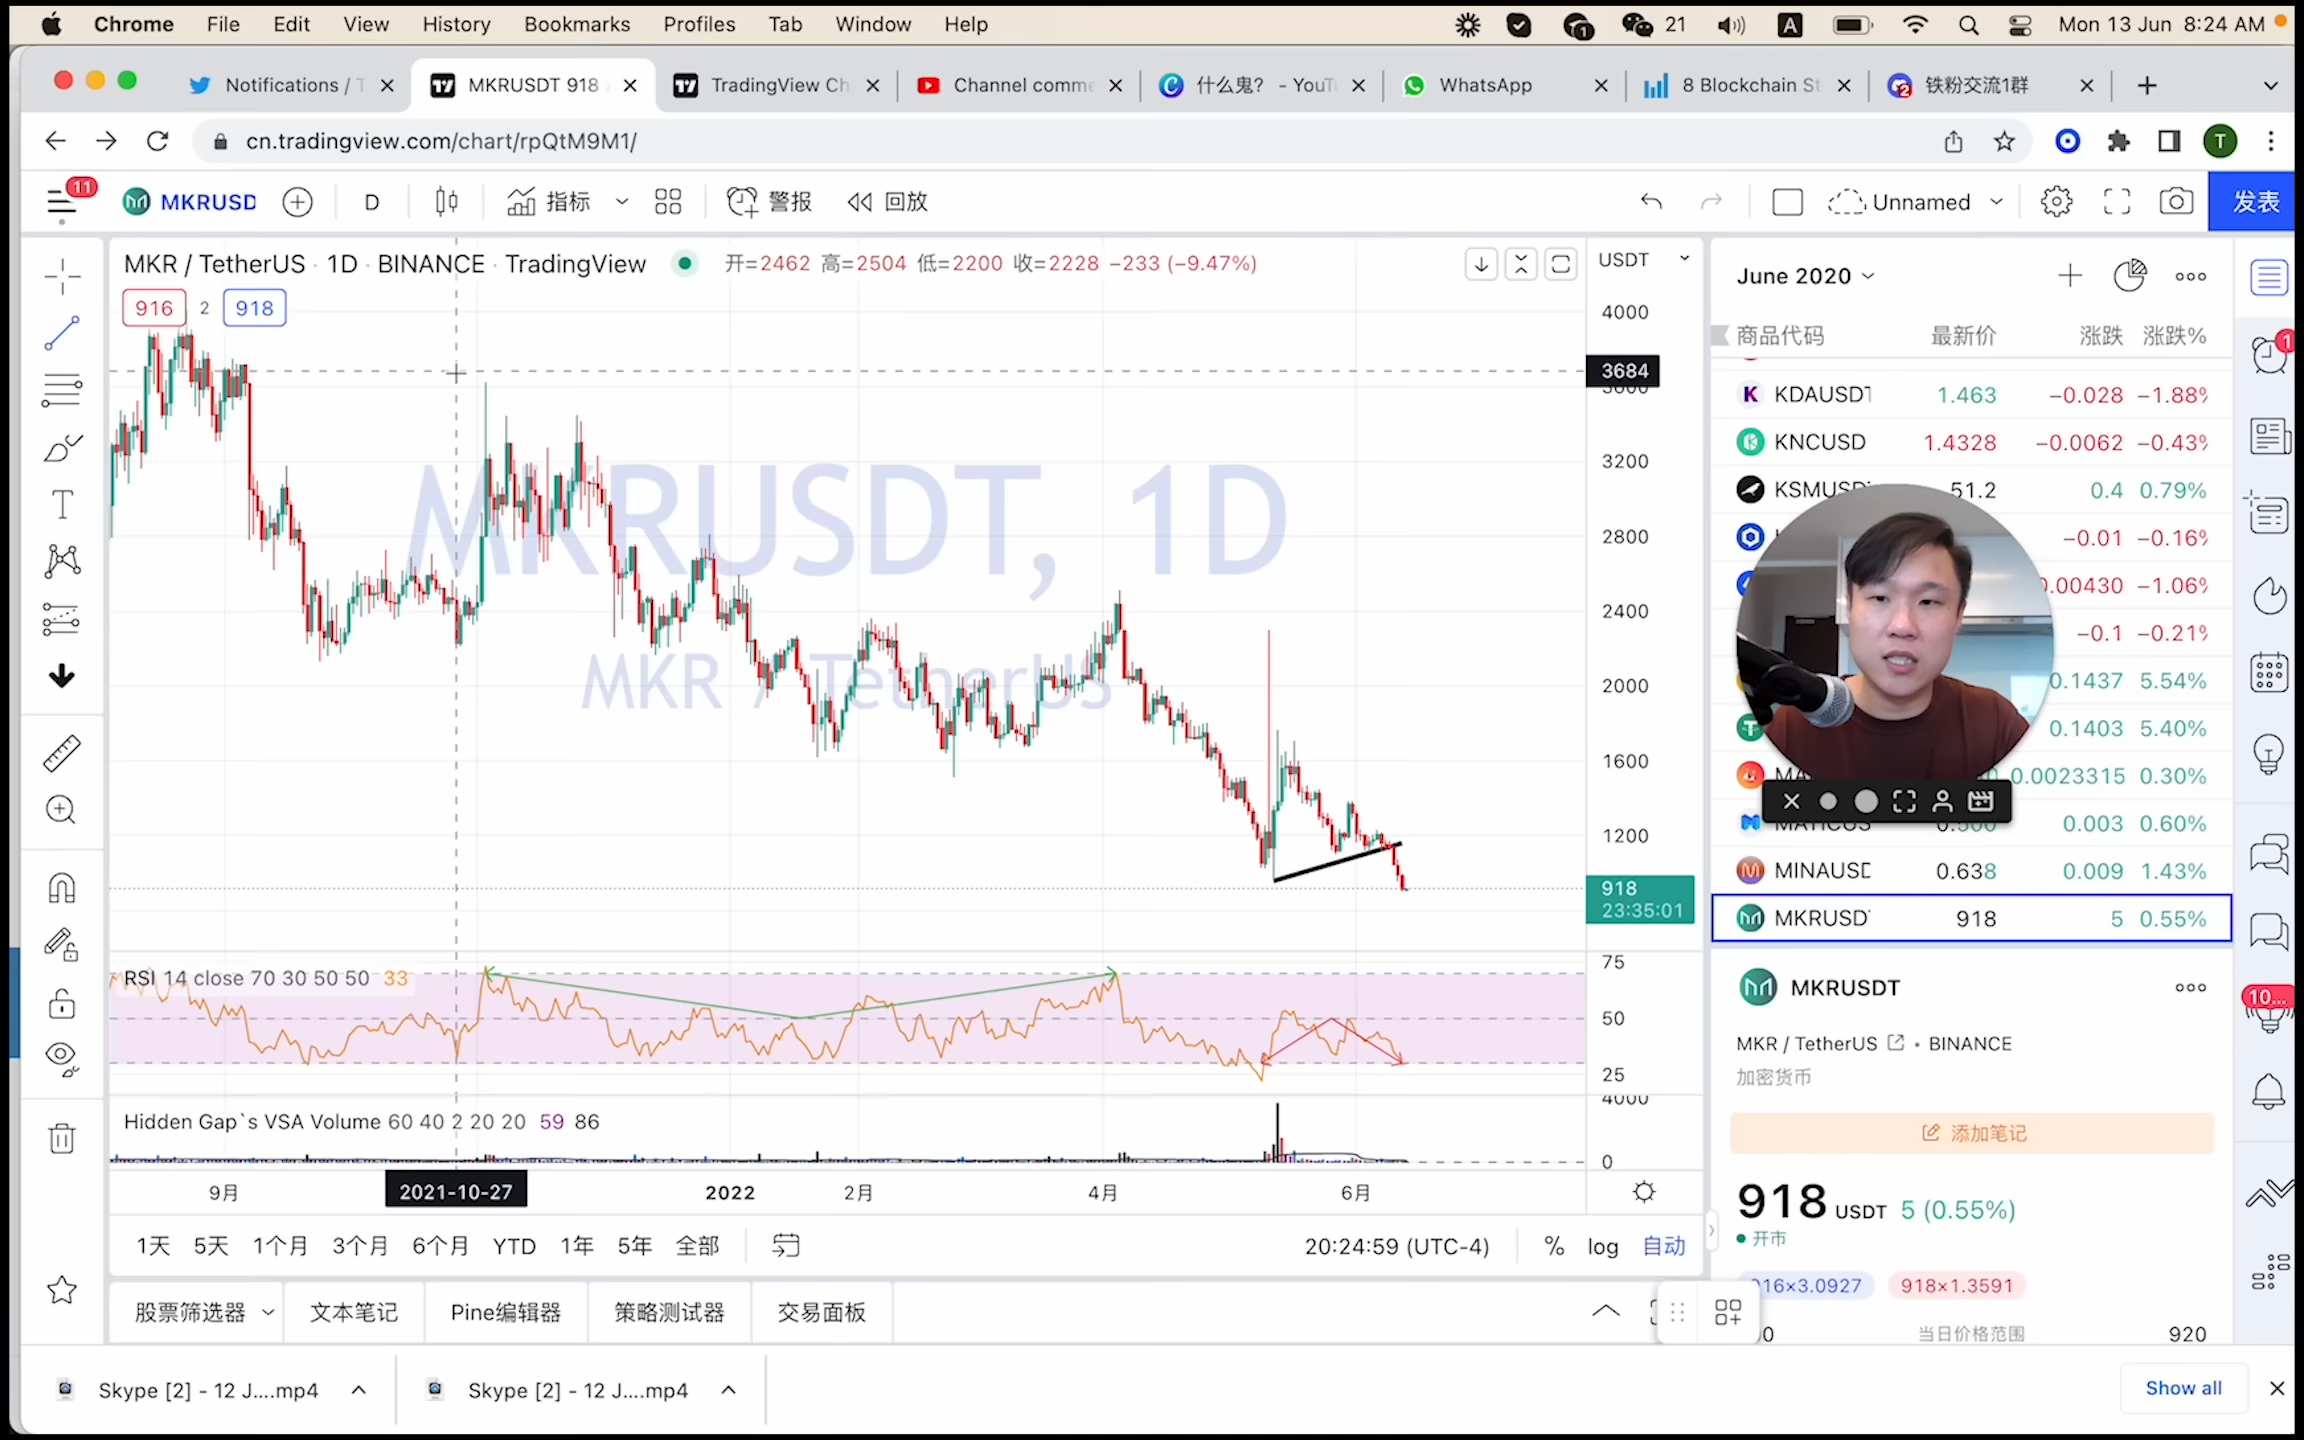 Chrome File Edit View History Bookmarks Profiles Tab Window Help 1 21 A Mon 13 Jun 8:24 AM
Notifications / T MKRUSDT 918 TradingView Ch Channel comme 什么鬼? - YouT WhatsApp 8 Blockchain St 2 铁粉交流1群
cn.tradingview.com/chart/rpQtM9M1/ T
11 MKRUSD D 指标 警报 回放 Unnamed 发表
MKR / TetherUS · 1D · BINANCE · TradingView 开=2462 高=2504 低=2200 收=2228 −233 (−9.47%)
916 2 918
USDT
4000
3684
3600
3200
2800
2400
2000
1600
1200
918
23:35:01
MKRUSDT, 1D
MKR / TetherUS
RSI 14 close 70 30 50 50 33
75
50
25
Hidden Gap`s VSA Volume 60 40 2 20 20 59 86
4000
0
9月 2021-10-27 2022 2月 4月 6月
1天 5天 1个月 3个月 6个月 YTD 1年 5年 全部 20:24:59 (UTC-4) % log 自动
股票筛选器 文本笔记 Pine编辑器 策略测试器 交易面板
June 2020
商品代码 最新价 涨跌 涨跌%
KDAUSDT 1.463 −0.028 −1.88%
KNCUSD 1.4328 −0.0062 −0.43%
KSMUSD 51.2 0.4 0.79%
−0.01 −0.16%
0.00430 −1.06%
−0.1 −0.21%
0.1437 5.54%
0.1403 5.40%
MA 0.0023315 0.30%
MATICUS 0.003 0.60%
MINAUSD 0.638 0.009 1.43%
MKRUSD 918 5 0.55%
MKRUSDT
MKR / TetherUS • BINANCE
加密货币
添加笔记
918 USDT 5 (0.55%)
开市
916×3.0927 918×1.3591
当日价格范围 920
1
10...
Skype [2] - 12 J....mp4 Skype [2] - 12 J....mp4 Show all